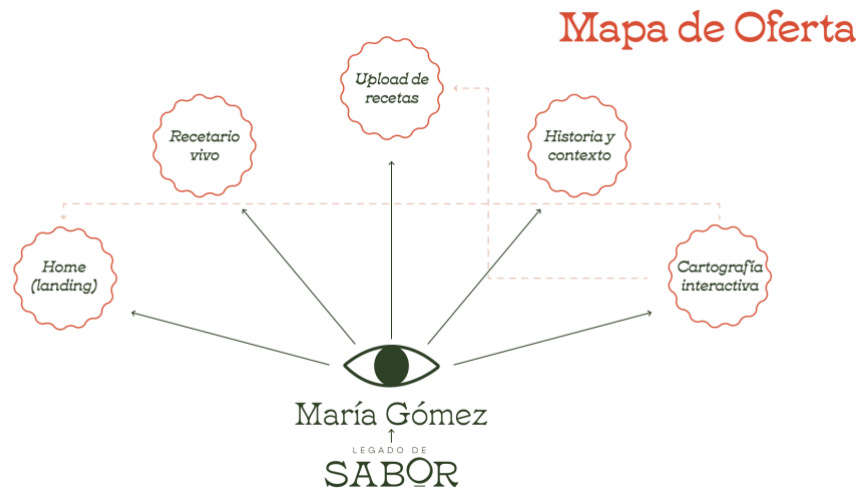 Mapa de Oferta
Upload de
recetas
Recetario
vivo
Historia y
contexto
Home
(landing)
Cartografía
interactiva
María Gómez
LEGADO DE
SABOR